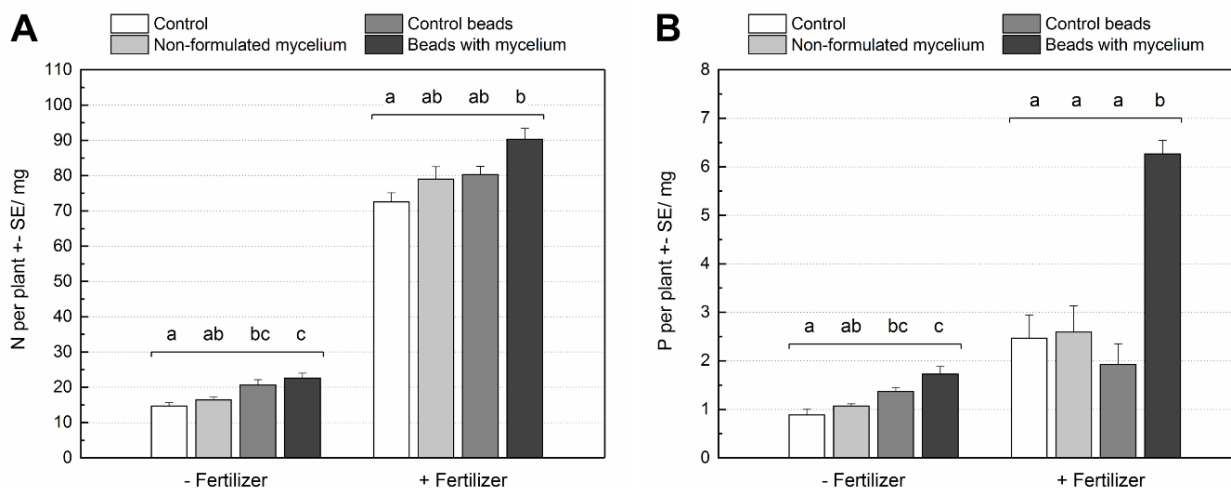 A
Control
Control beads
Non-formulated mycelium
Beads with mycelium
N per plant +- SE/ mg
110
100
90
80
70
60
50
40
30
20
10
0
a ab bc c
a ab ab b
- Fertilizer
+ Fertilizer
B
Control
Control beads
Non-formulated mycelium
Beads with mycelium
P per plant +- SE/ mg
8
7
6
5
4
3
2
1
0
a ab bc c
a a a b
- Fertilizer
+ Fertilizer